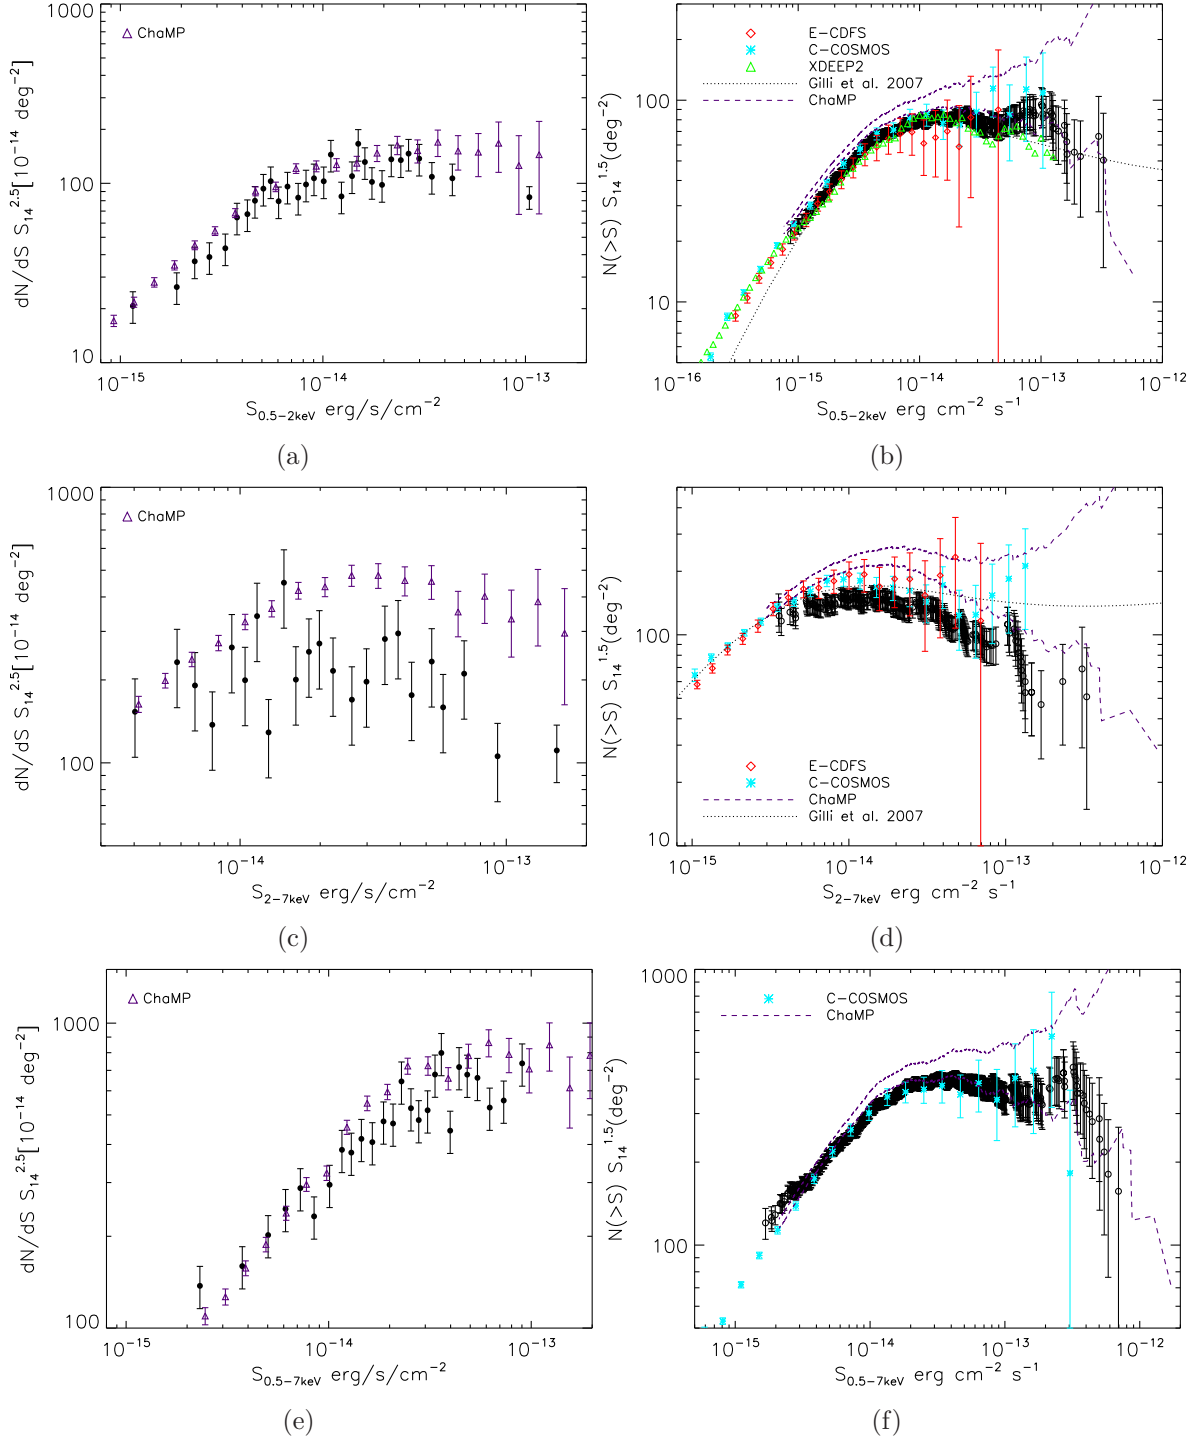 1000
100
10
dN/dS S14^2.5[10^-14 deg^-2]
ChaMP
10^-15
10^-14
10^-13
S0.5-2keV erg/s/cm^-2
(a)
100
10
N(>S) S14^1.5(deg^-2)
E-CDFS
C-COSMOS
XDEEP2
Gilli et al. 2007
ChaMP
10^-16
10^-15
10^-14
10^-13
10^-12
S0.5-2keV erg cm^-2 s^-1
(b)
1000
100
dN/dS S14^2.5[10^-14 deg^-2]
ChaMP
10^-14
10^-13
S2-7keV erg/s/cm^-2
(c)
100
10
N(>S) S14^1.5(deg^-2)
E-CDFS
C-COSMOS
ChaMP
Gilli et al. 2007
10^-15
10^-14
10^-13
10^-12
S2-7keV erg cm^-2 s^-1
(d)
1000
100
dN/dS S14^2.5[10^-14 deg^-2]
ChaMP
10^-15
10^-14
10^-13
S0.5-7keV erg/s/cm^-2
(e)
1000
100
N(>S) S14^1.5(deg^-2)
C-COSMOS
ChaMP
10^-15
10^-14
10^-13
10^-12
S0.5-7keV erg cm^-2 s^-1
(f)